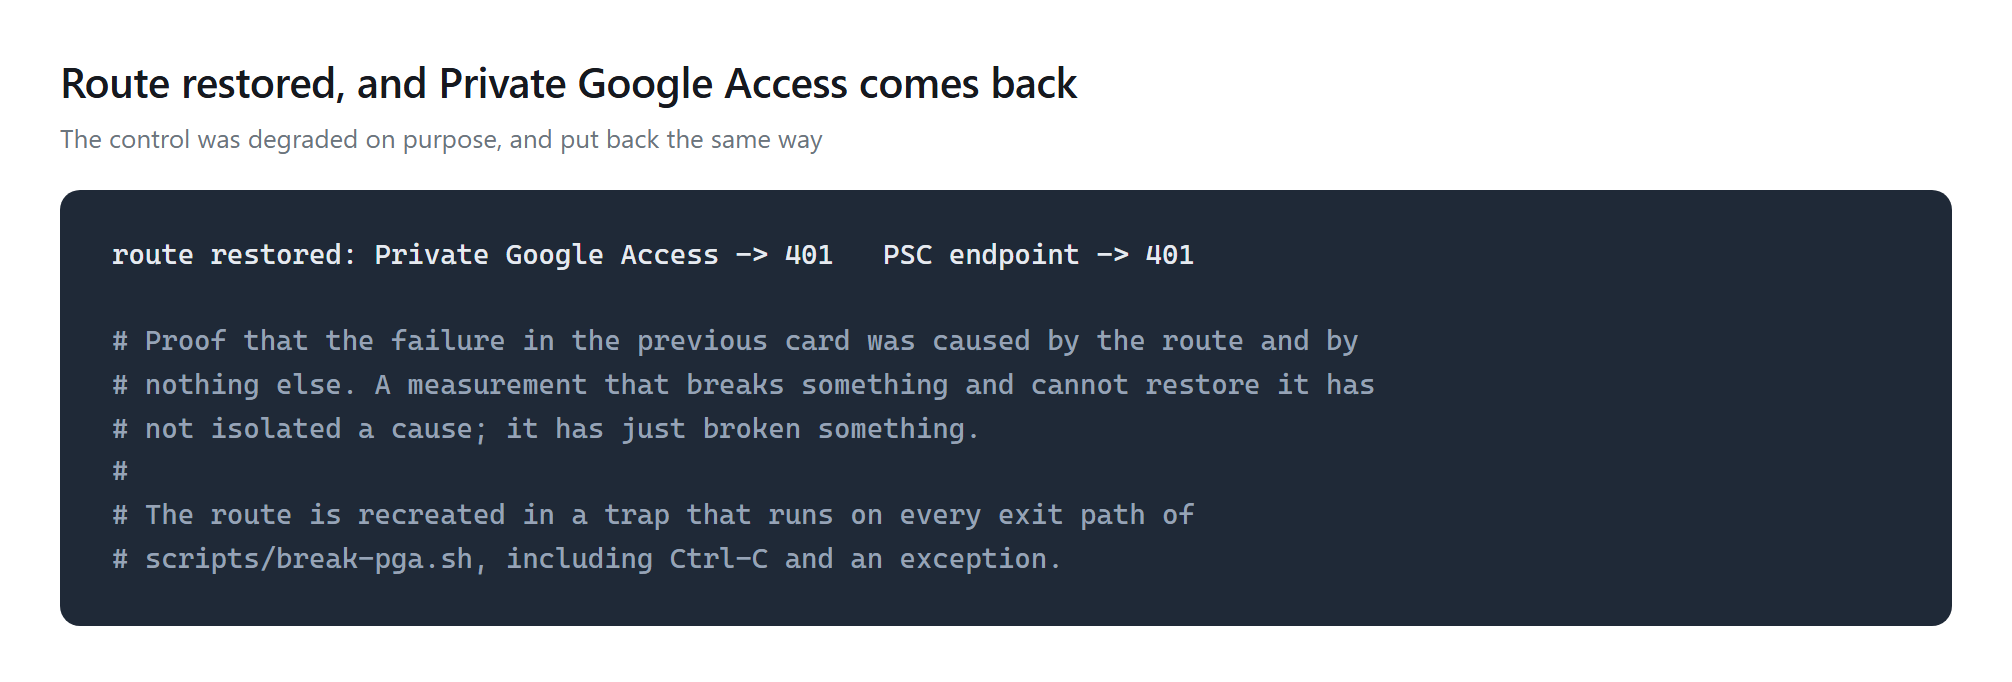 Route restored, and Private Google Access comes back
The control was degraded on purpose, and put back the same way
route restored: Private Google Access -> 401   PSC endpoint -> 401
# Proof that the failure in the previous card was caused by the route and by
# nothing else. A measurement that breaks something and cannot restore it has
# not isolated a cause; it has just broken something.
#
# The route is recreated in a trap that runs on every exit path of
# scripts/break-pga.sh, including Ctrl-C and an exception.